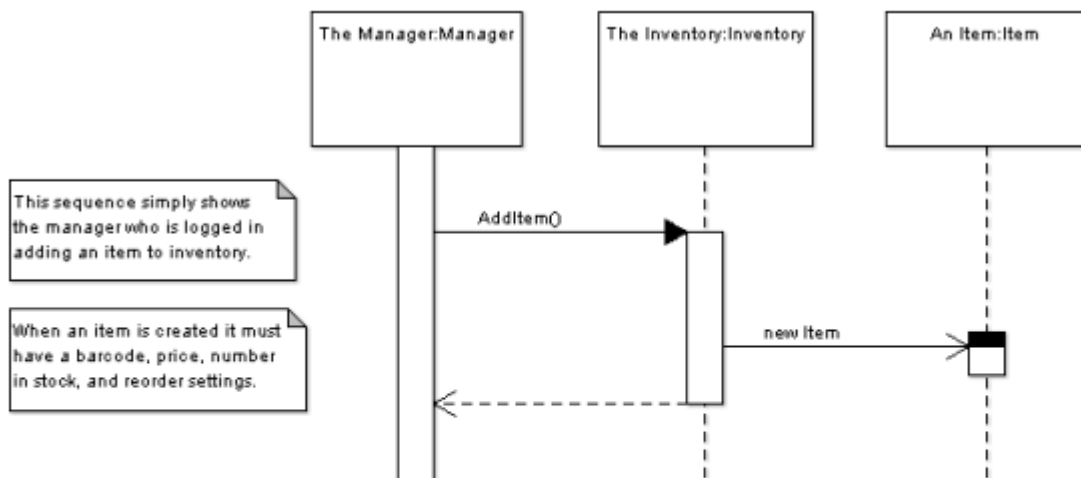 The Manager:Manager
The Inventory:Inventory
An Item:Item
This sequence simply shows
the manager who is logged in
adding an item to inventory.
AddItem()
When an item is created it must
have a barcode, price, number
in stock, and reorder settings.
new Item